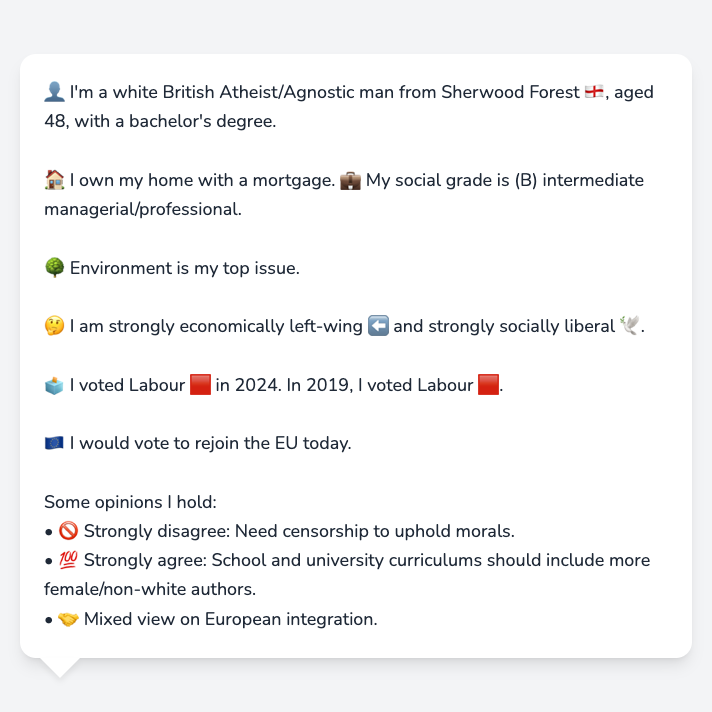 👤 I'm a white British Atheist/Agnostic man from Sherwood Forest 🏴󠁧󠁢󠁥󠁮󠁧󠁿, aged
48, with a bachelor's degree.
🏠 I own my home with a mortgage. 💼 My social grade is (B) intermediate
managerial/professional.
🌳 Environment is my top issue.
🤔 I am strongly economically left-wing ⬅️ and strongly socially liberal 🕊️.
🗳️ I voted Labour 🟥 in 2024. In 2019, I voted Labour 🟥.
🇪🇺 I would vote to rejoin the EU today.
Some opinions I hold:
• 🚫 Strongly disagree: Need censorship to uphold morals.
• 💯 Strongly agree: School and university curriculums should include more
female/non-white authors.
• 🤝 Mixed view on European integration.